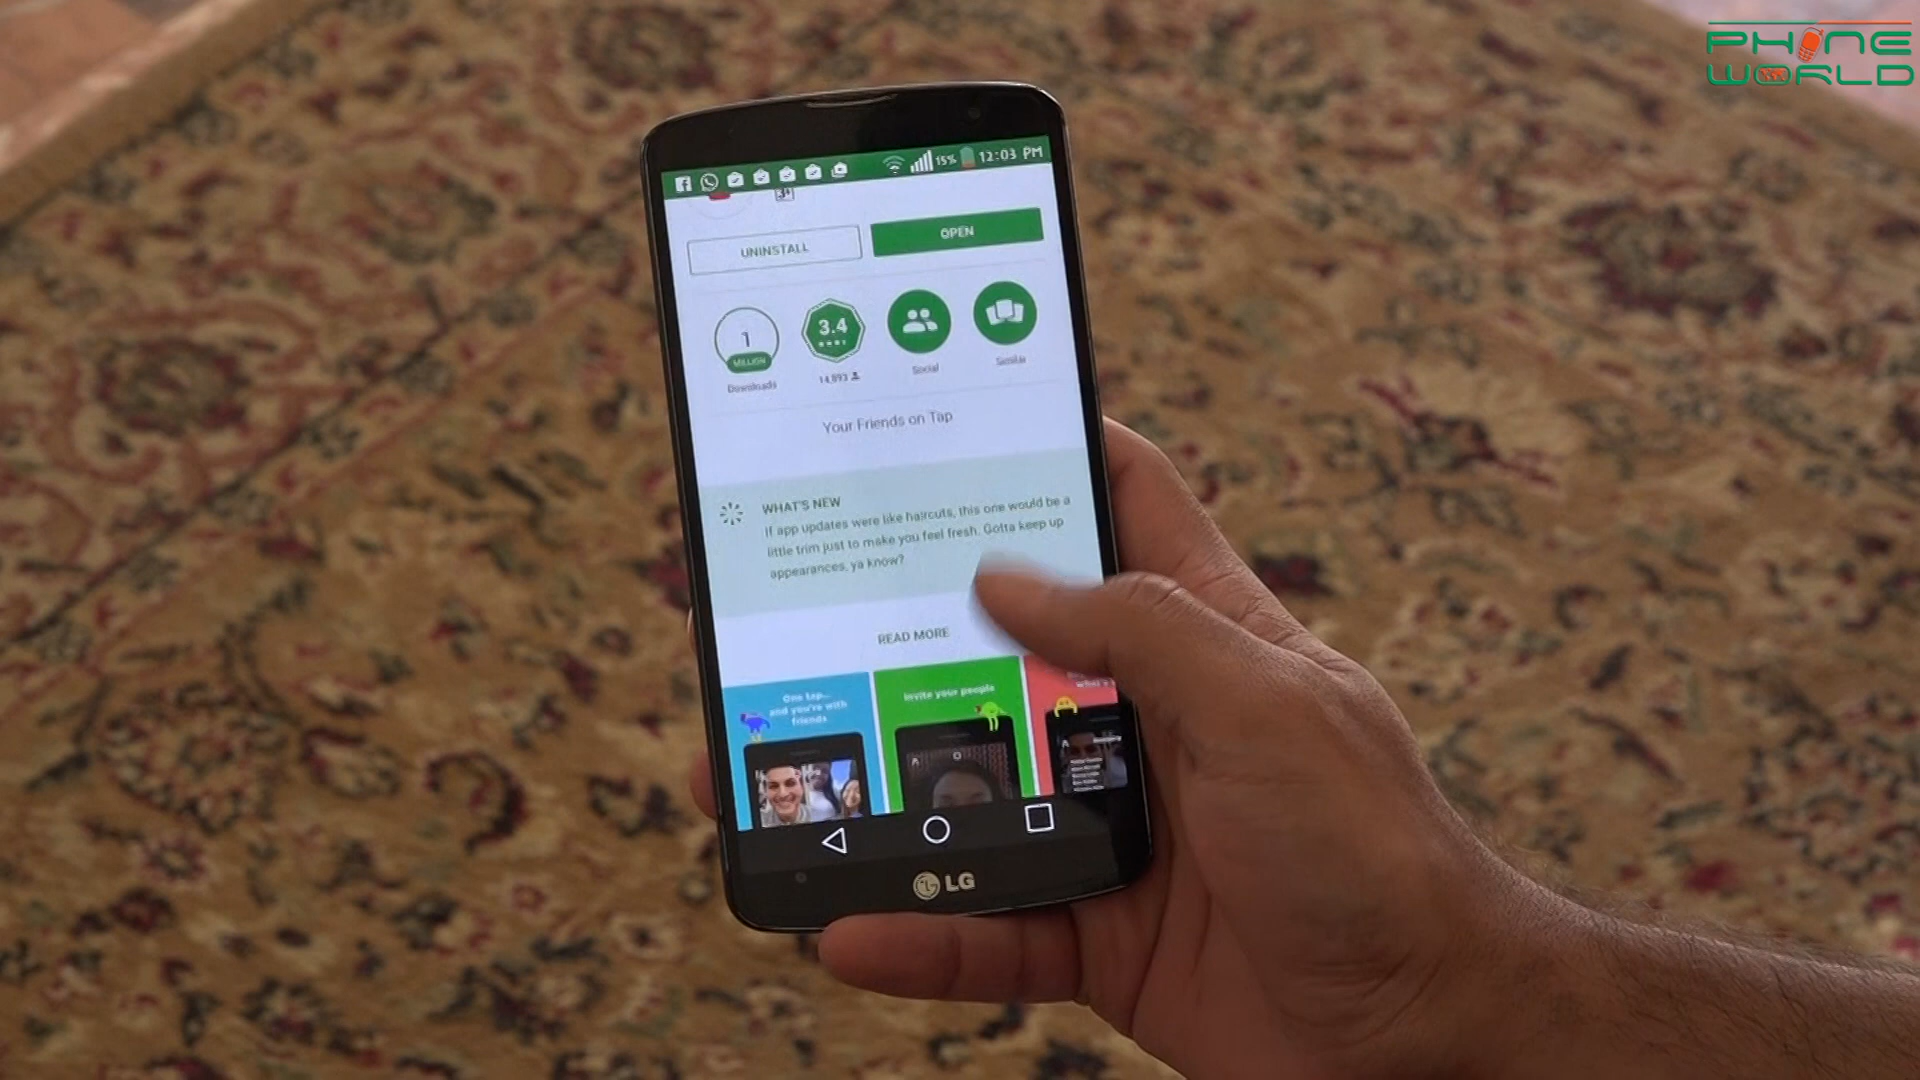 PHONE
WORLD
15% 12:03 PM
3+
UNINSTALL
OPEN
1
MILLION
Downloads
3.4
14,893
Social
Similar
Your Friends on Tap
WHAT'S NEW
If app updates were like haircuts, this one would be a
little trim just to make you feel fresh. Gotta keep up
appearances, ya know?
READ MORE
One tap...
and you're with
friends
Invite your people
LG